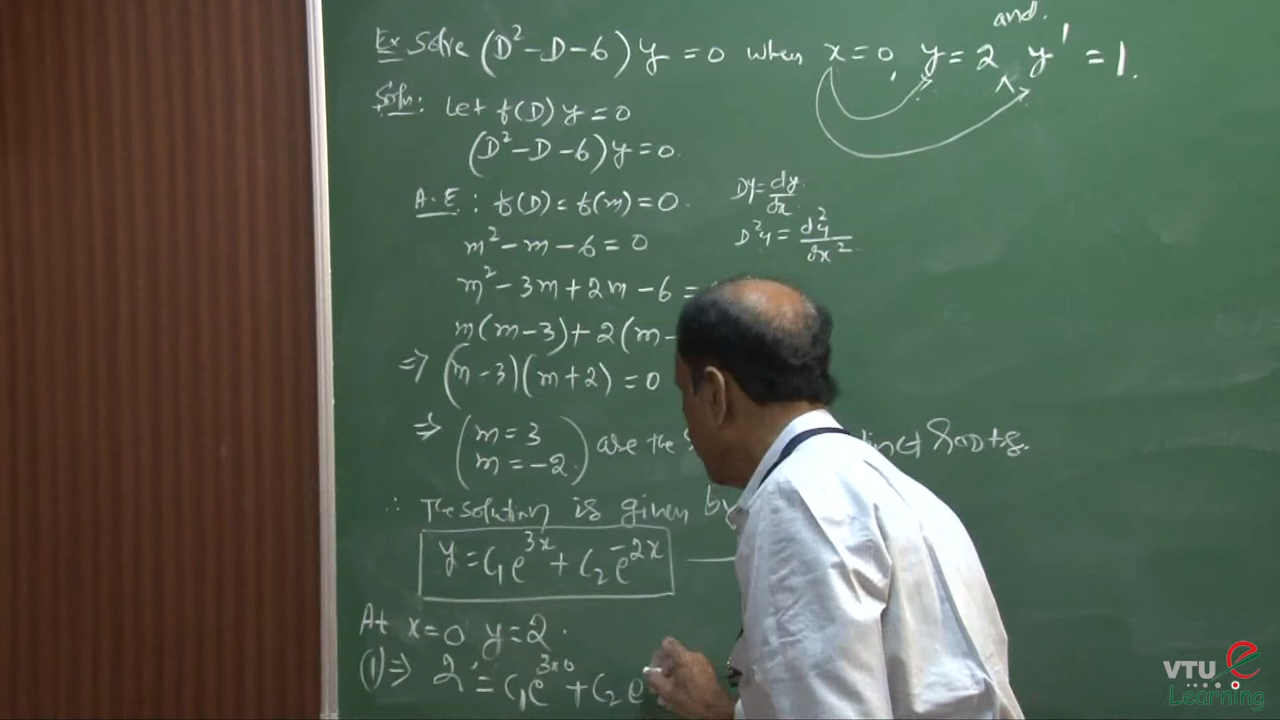 and.
Ex Solve (D² - D - 6) y = 0 when x = 0, y = 2 ^ y' = 1.
Soln: Let f(D) y = 0
(D² - D - 6) y = 0.
A.E: f(D) = f(m) = 0.
Dy = dy/dx.
m² - m - 6 = 0
D²y = d²y/dx².
m² - 3m + 2m - 6 =
m(m - 3) + 2(m -
⇒ (m - 3)(m + 2) = 0
⇒ (m = 3
m = -2.) are the roots.
∴ The solution is given by
y = C₁e^3x + C₂e^-2x
At x = 0 y = 2.
(1) ⇒ 2 = C₁e^3×0 + C₂e
VTU e
Learning